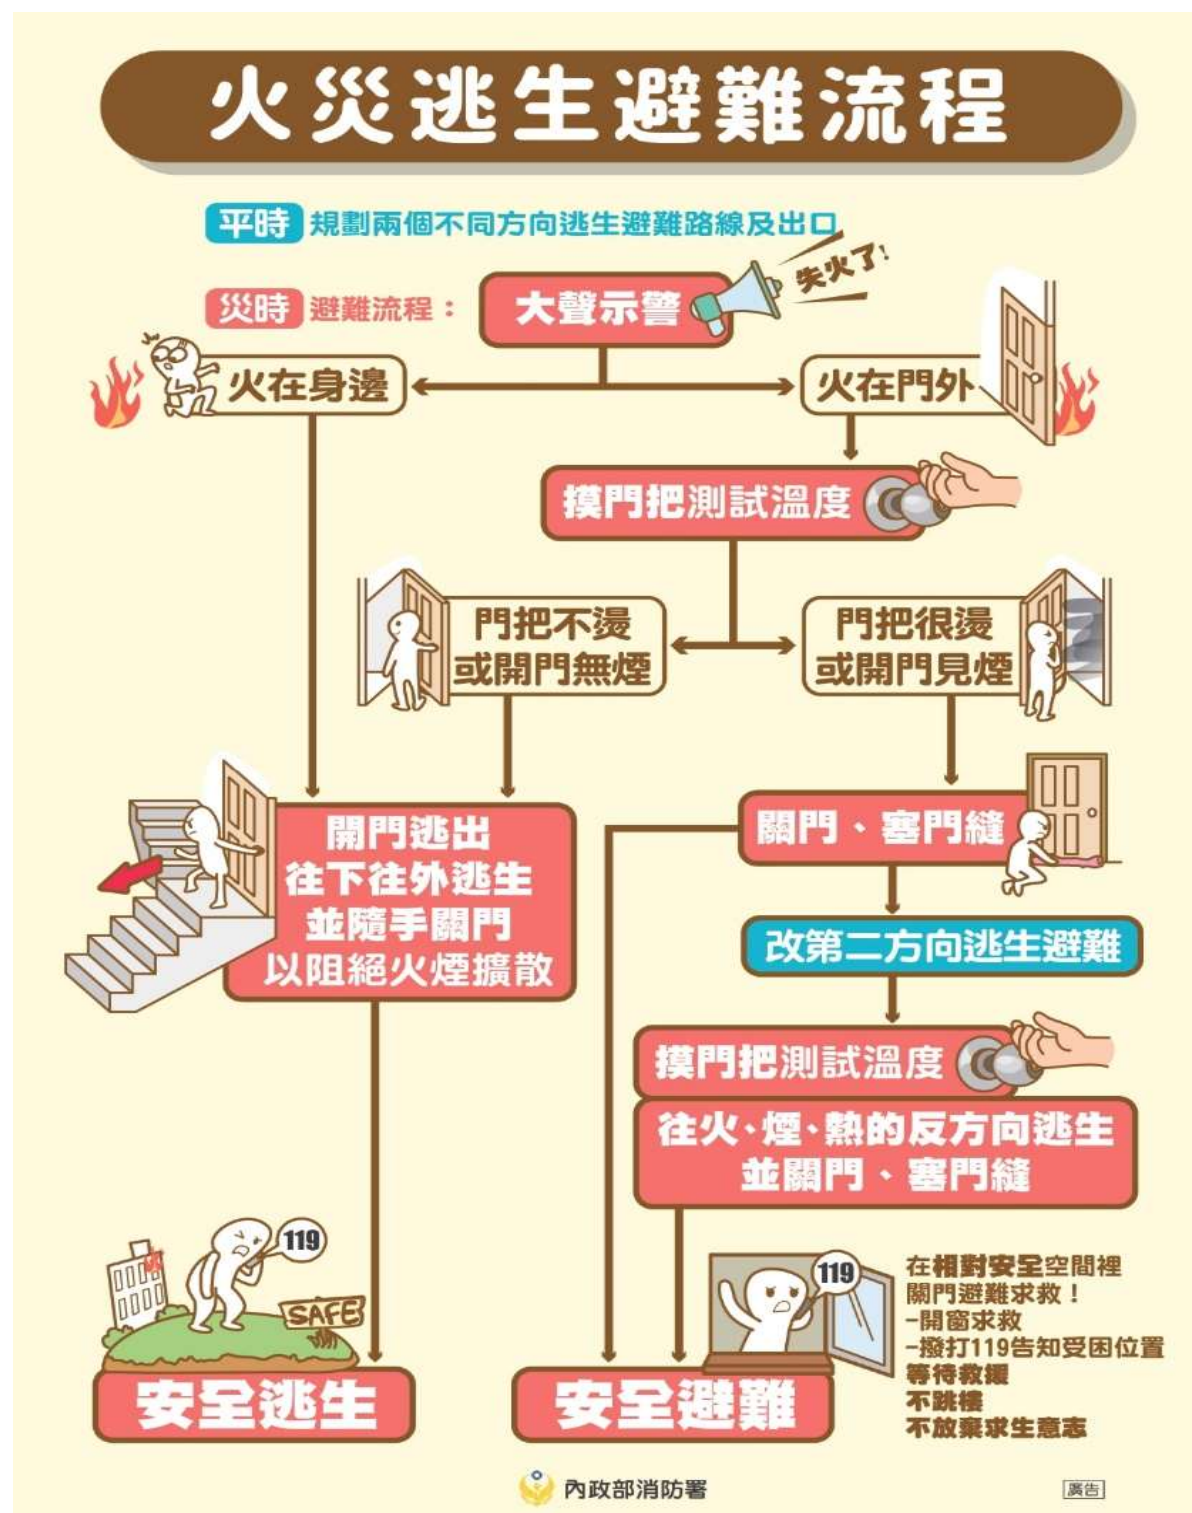 火災逃生避難流程
平時 規劃兩個不同方向逃生避難路線及出口
失火了!
災時 避難流程： 大聲示警
火在身邊
火在門外
摸門把測試溫度
門把不燙
或開門無煙
門把很燙
或開門見煙
開門逃出
往下往外逃生
並隨手關門
以阻絕火煙擴散
關門、塞門縫
改第二方向逃生避難
摸門把測試溫度
往火、煙、熱的反方向逃生
並關門、塞門縫
119
SAFE
安全逃生
119
安全避難
在相對安全空間裡
關門避難求救！
-開窗求救
-撥打119告知受困位置
等待救援
不跳樓
不放棄求生意志
內政部消防署
廣告